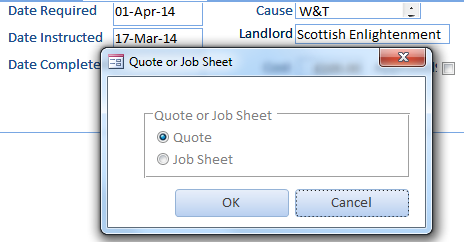 Date Required 01-Apr-14 Cause W&T
Date Instructed 17-Mar-14 Landlord Scottish Enlightenment
Date Complete
Quote or Job Sheet
Quote or Job Sheet
Quote
Job Sheet
OK Cancel